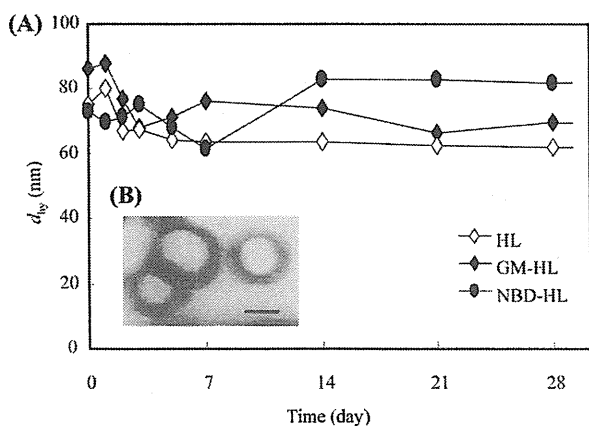 (A)
100
80
60
40
20
0
d_hy (nm)
(B)
HL
GM-HL
NBD-HL
0 7 14 21 28
Time (day)